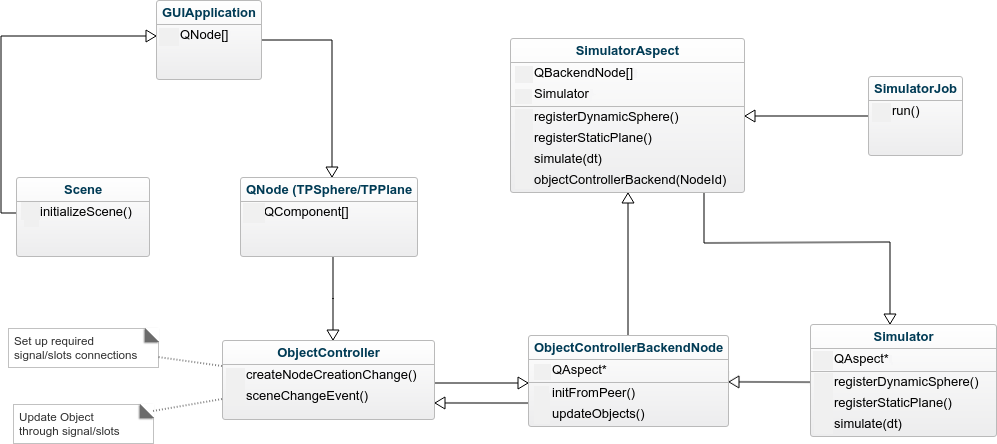 GUIApplication
QNode[]
SimulatorAspect
QBackendNode[]
Simulator
registerDynamicSphere()
registerStaticPlane()
simulate(dt)
objectControllerBackend(NodeId)
SimulatorJob
run()
Scene
initializeScene()
QNode (TPSphere/TPPlane
QComponent[]
Set up required
signal/slots connections
Update Object
through signal/slots
ObjectController
createNodeCreationChange()
sceneChangeEvent()
ObjectControllerBackendNode
QAspect*
initFromPeer()
updateObjects()
Simulator
QAspect*
registerDynamicSphere()
registerStaticPlane()
simulate(dt)